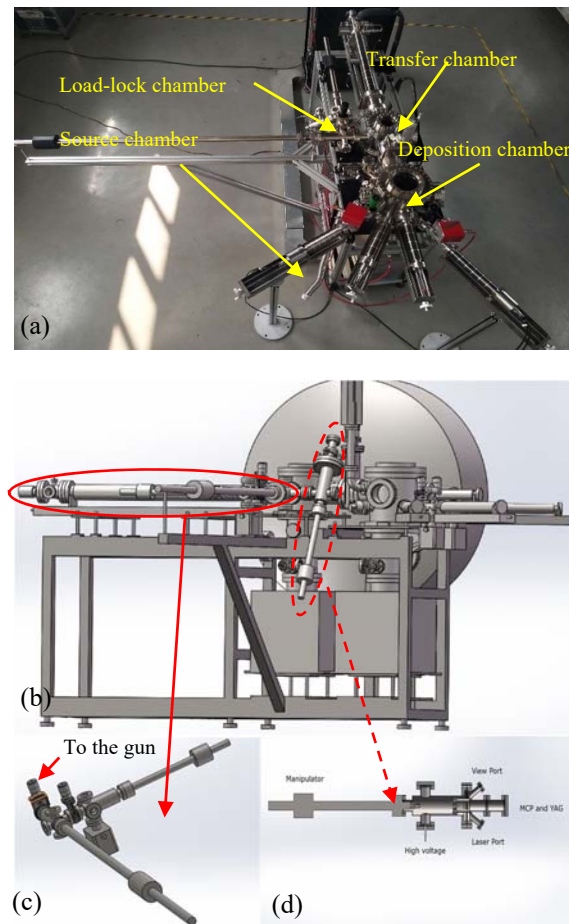 Transfer chamber
Load-lock chamber
Source chamber
Deposition chamber
(a)
(b)
To the gun
(c)
Manipulator
View Port
MCP and YAG
High voltage
Laser Port
(d)